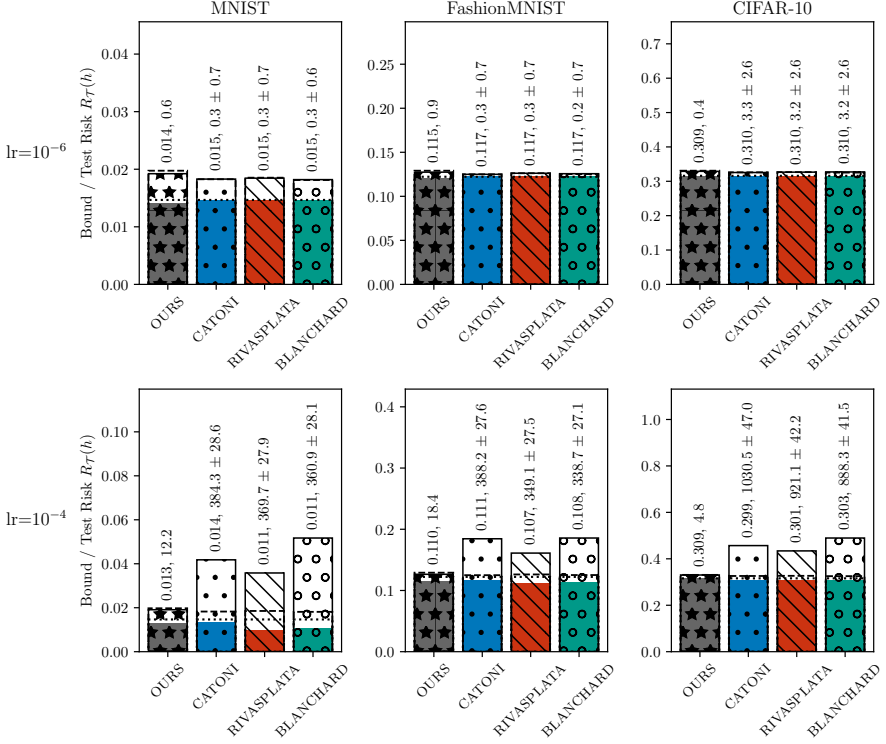 MNIST
FashionMNIST
CIFAR-10
lr=10⁻⁶
Bound / Test Risk R_𝒯(h)
0.04
0.03
0.02
0.01
0.00
0.014, 0.6
0.015, 0.3 ± 0.7
0.015, 0.3 ± 0.7
0.015, 0.3 ± 0.6
OURS
CATONI
RIVASPLATA
BLANCHARD
0.25
0.20
0.15
0.10
0.05
0.00
0.115, 0.9
0.117, 0.3 ± 0.7
0.117, 0.3 ± 0.7
0.117, 0.2 ± 0.7
OURS
CATONI
RIVASPLATA
BLANCHARD
0.7
0.6
0.5
0.4
0.3
0.2
0.1
0.0
0.309, 0.4
0.310, 3.3 ± 2.6
0.310, 3.2 ± 2.6
0.310, 3.2 ± 2.6
OURS
CATONI
RIVASPLATA
BLANCHARD
lr=10⁻⁴
Bound / Test Risk R_𝒯(h)
0.10
0.08
0.06
0.04
0.02
0.00
0.013, 12.2
0.014, 384.3 ± 28.6
0.011, 369.7 ± 27.9
0.011, 360.9 ± 28.1
OURS
CATONI
RIVASPLATA
BLANCHARD
0.4
0.3
0.2
0.1
0.0
0.110, 18.4
0.111, 388.2 ± 27.6
0.107, 349.1 ± 27.5
0.108, 338.7 ± 27.1
OURS
CATONI
RIVASPLATA
BLANCHARD
1.0
0.8
0.6
0.4
0.2
0.0
0.309, 4.8
0.299, 1030.5 ± 47.0
0.301, 921.1 ± 42.2
0.303, 888.3 ± 41.5
OURS
CATONI
RIVASPLATA
BLANCHARD